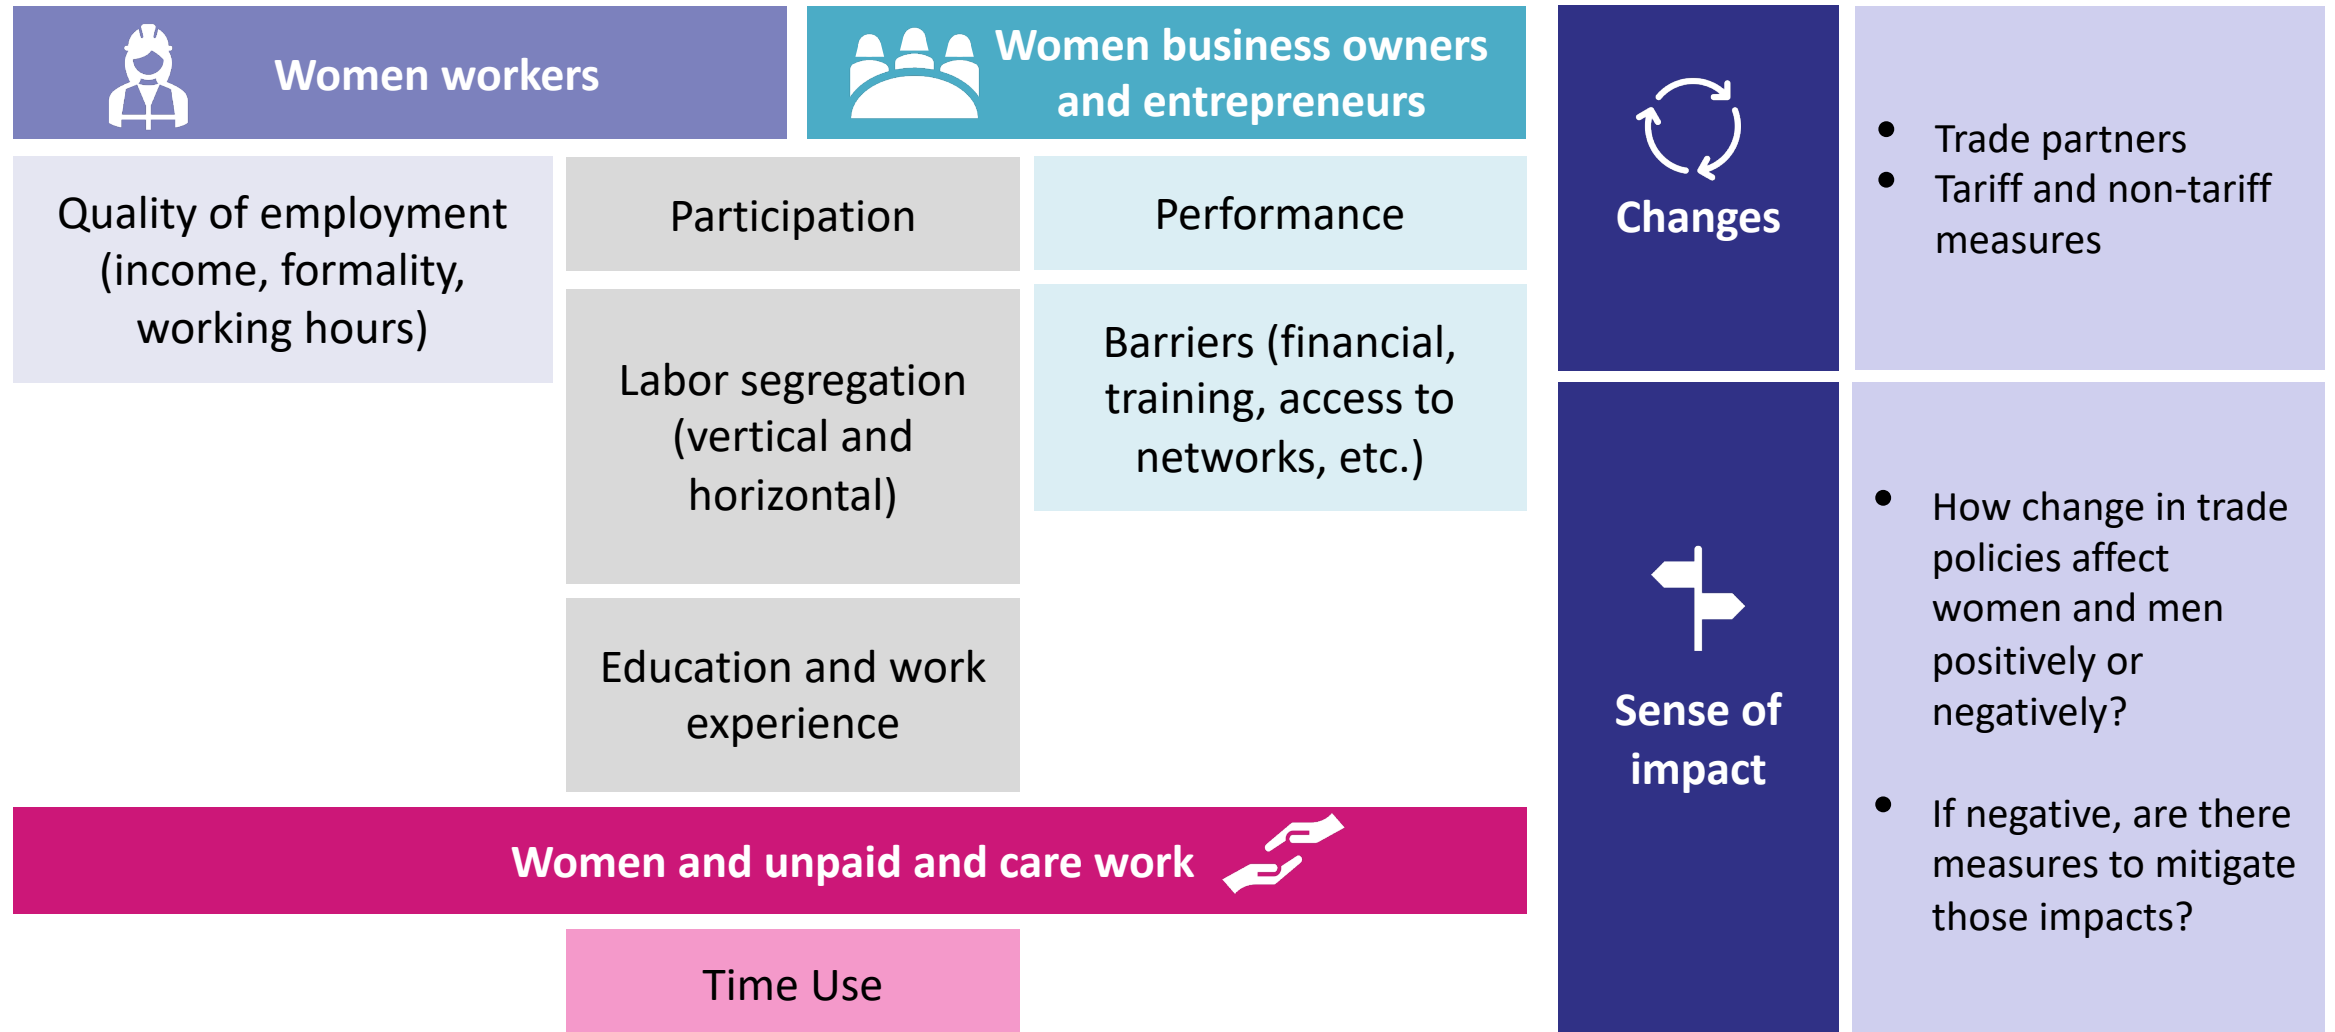 Women workers
Women business owners
and entrepreneurs
Quality of employment
(income, formality,
working hours)
Participation
Labor segregation
(vertical and
horizontal)
Education and work
experience
Performance
Barriers (financial,
training, access to
networks, etc.)
Women and unpaid and care work
Time Use
Changes
• Trade partners
• Tariff and non-tariff
measures
Sense of
impact
• How change in trade
policies affect
women and men
positively or
negatively?
• If negative, are there
measures to mitigate
those impacts?